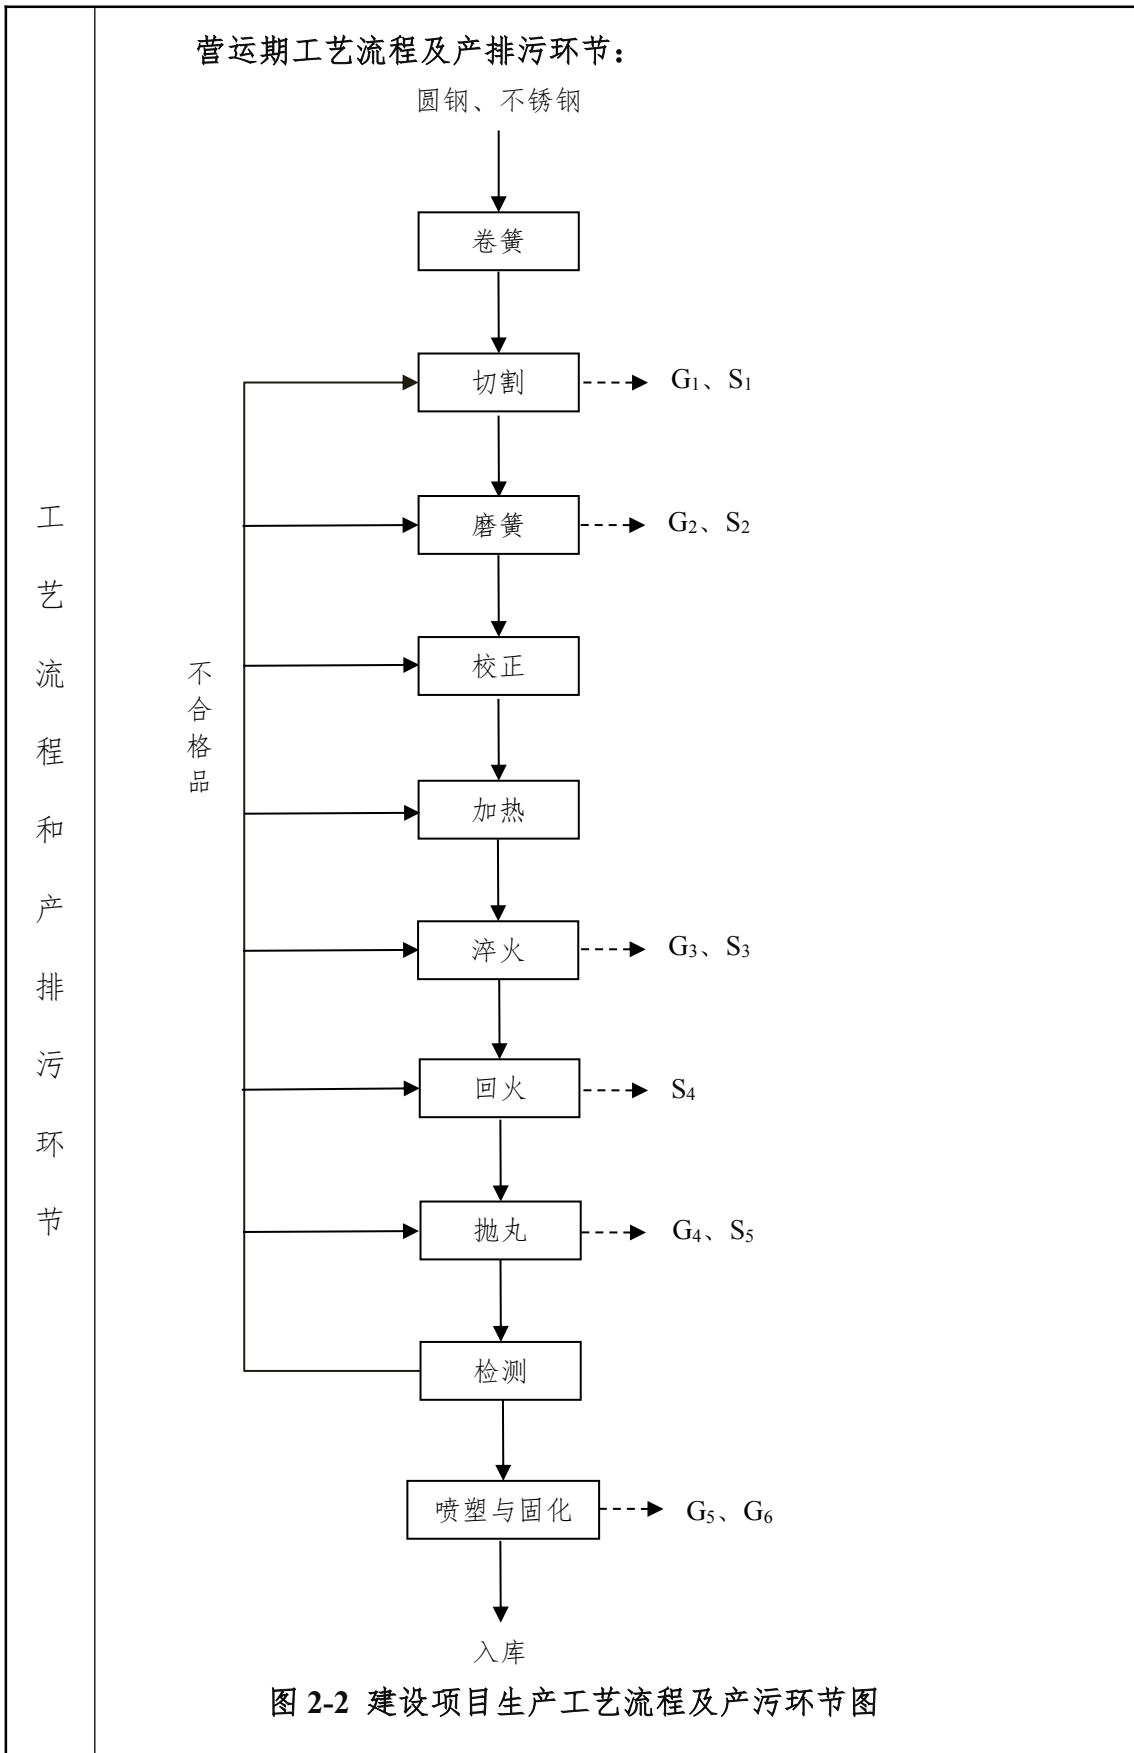 工艺流程和产排污环节
营运期工艺流程及产排污环节：
圆钢、不锈钢
卷簧
切割
G₁、S₁
磨簧
G₂、S₂
校正
不合格品
加热
淬火
G₃、S₃
回火
S₄
抛丸
G₄、S₅
检测
喷塑与固化
G₅、G₆
入库
图 2-2 建设项目生产工艺流程及产污环节图